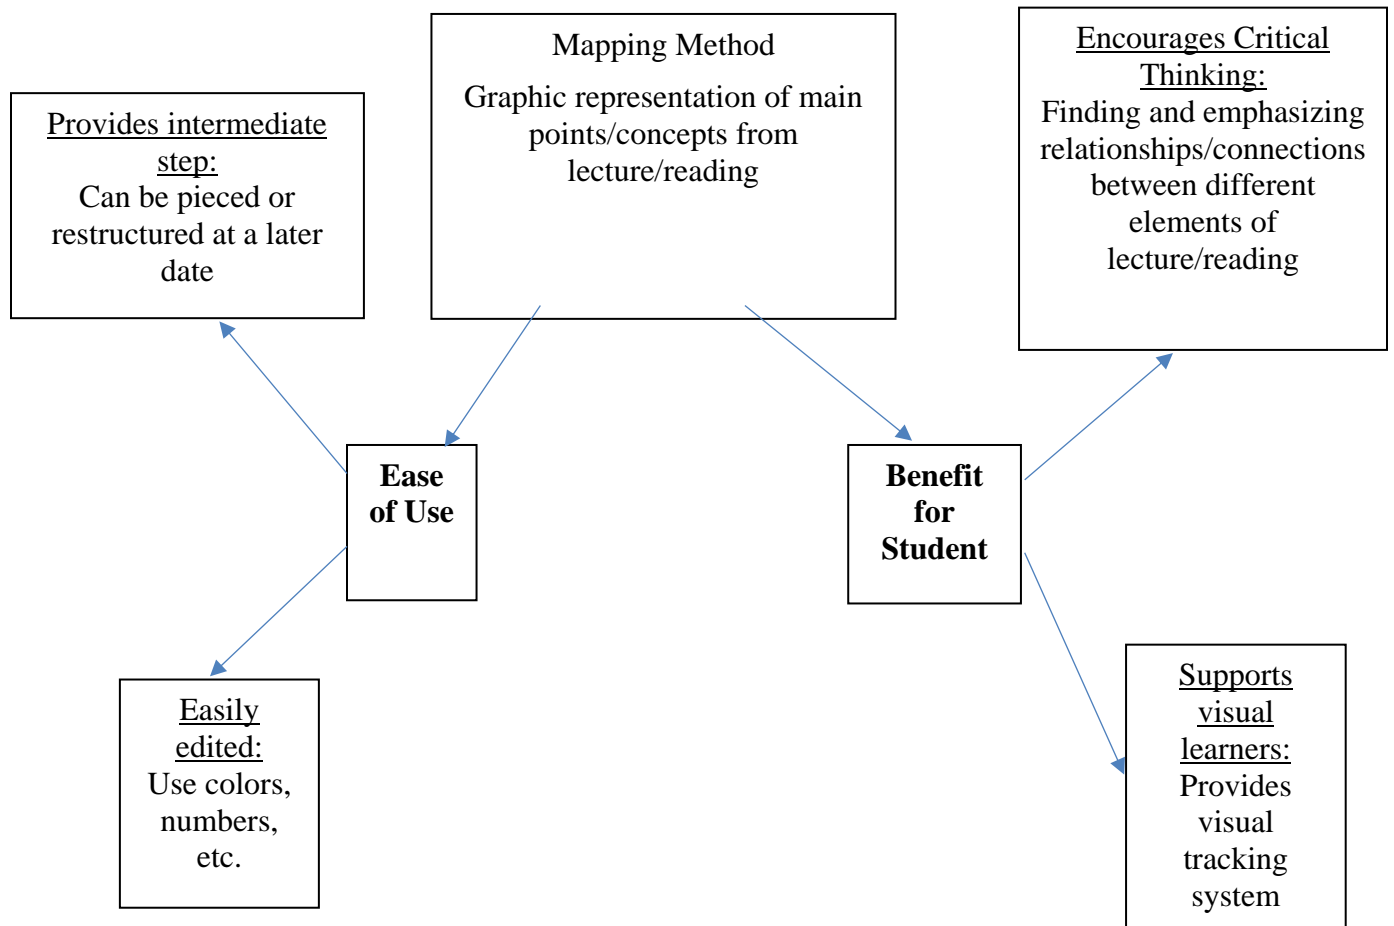 Mapping Method
Graphic representation of main
points/concepts from
lecture/reading
Provides intermediate
step:
Can be pieced or
restructured at a later
date
Encourages Critical
Thinking:
Finding and emphasizing
relationships/connections
between different
elements of
lecture/reading
Ease
of Use
Benefit
for
Student
Easily
edited:
Use colors,
numbers,
etc.
Supports
visual
learners:
Provides
visual
tracking
system